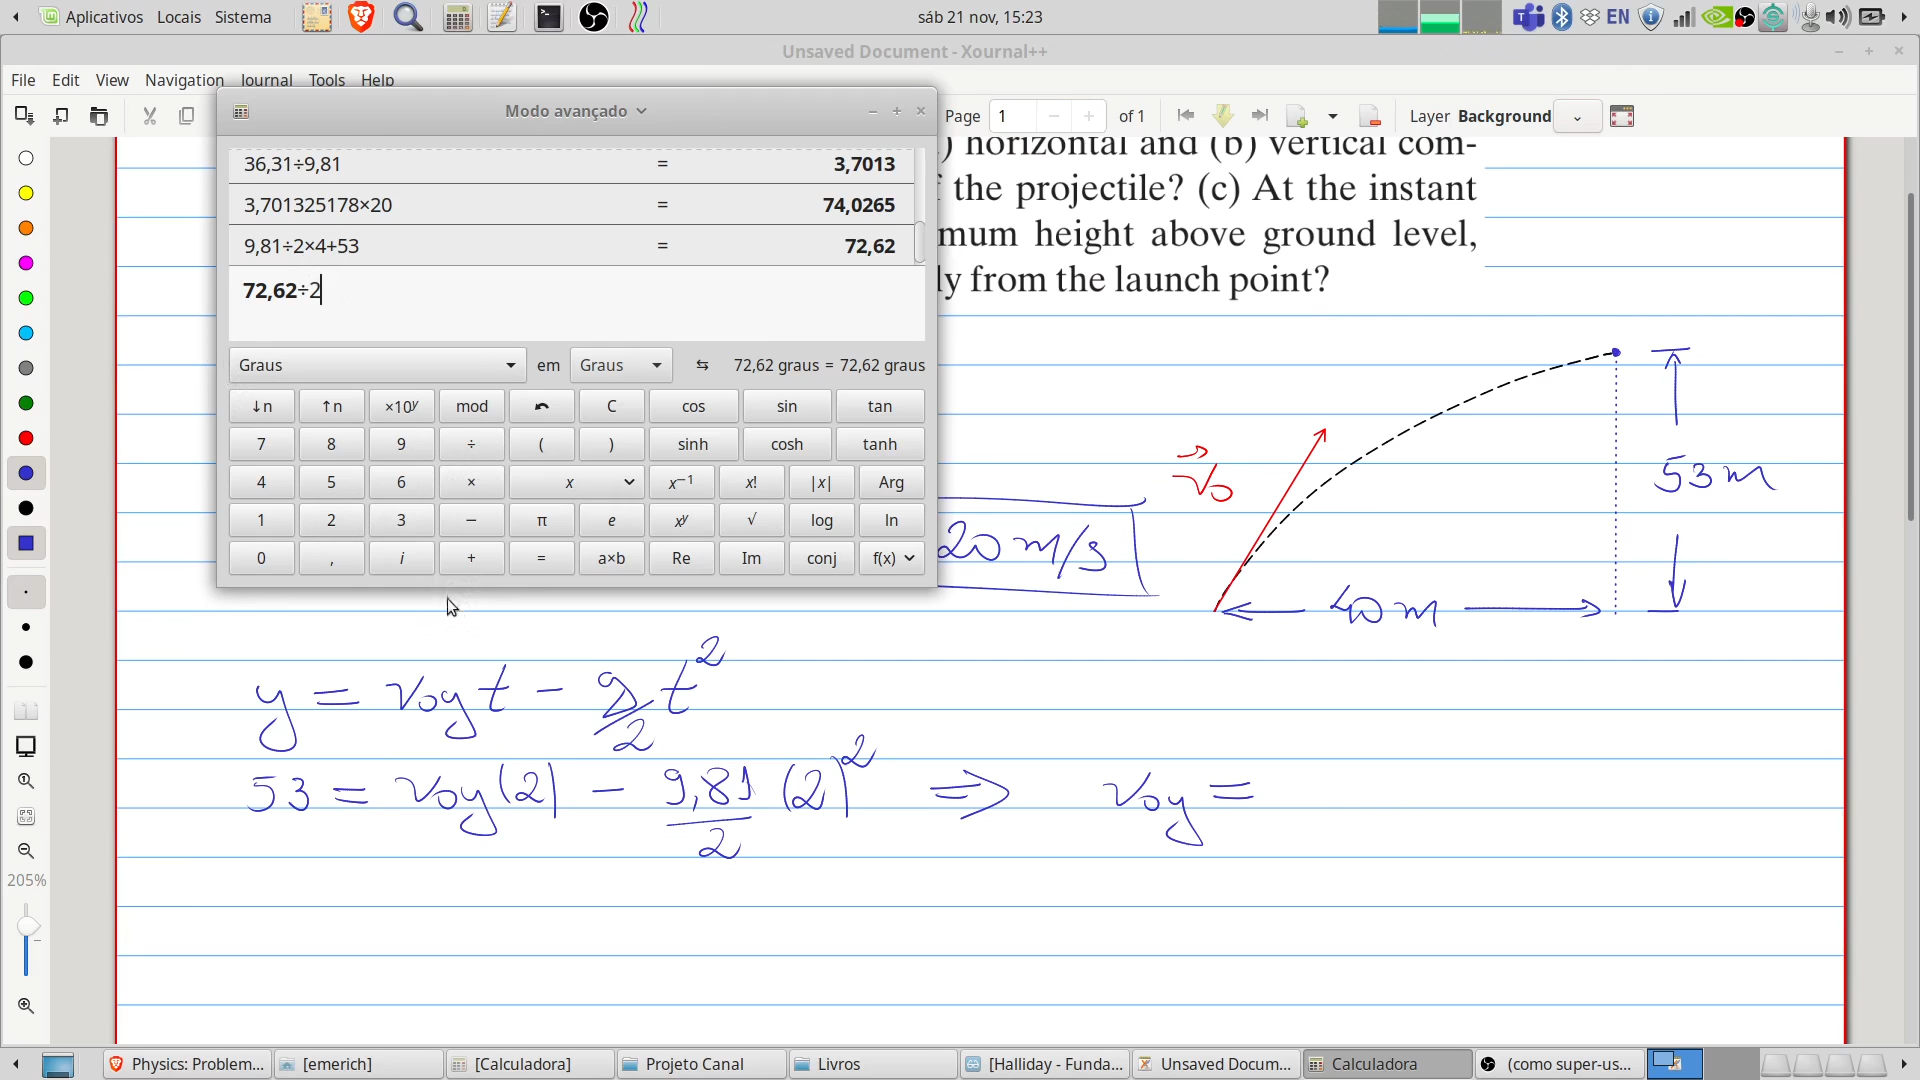 Aplicativos Locais Sistema
sáb 21 nov, 15:23
EN
Unsaved Document - Xournal++
File Edit View Navigation Journal Tools Help
Modo avançado
Page 1 of 1 Layer Background
36,31÷9,81 = 3,7013
3,701325178×20 = 74,0265
9,81÷2×4+53 = 72,62
72,62÷2
Graus em Graus 72,62 graus = 72,62 graus
↓n ↑n ×10ʸ mod C cos sin tan
7 8 9 ÷ ( ) sinh cosh tanh
4 5 6 × x x⁻¹ x! |x| Arg
1 2 3 − π e xʸ √ log ln
0 , i + = a×b Re Im conj f(x)
) horizontal and (b) vertical com-
the projectile? (c) At the instant
mum height above ground level,
ly from the launch point?
v₀
53 m
20 m/s
40 m
y = v₀y t − g/2 t²
53 = v₀y (2) − 9,81/2 (2)² ⇒ v₀y =
205%
Physics: Problem... [emerich] [Calculadora] Projeto Canal Livros [Halliday - Funda... Unsaved Docum... Calculadora (como super-us...